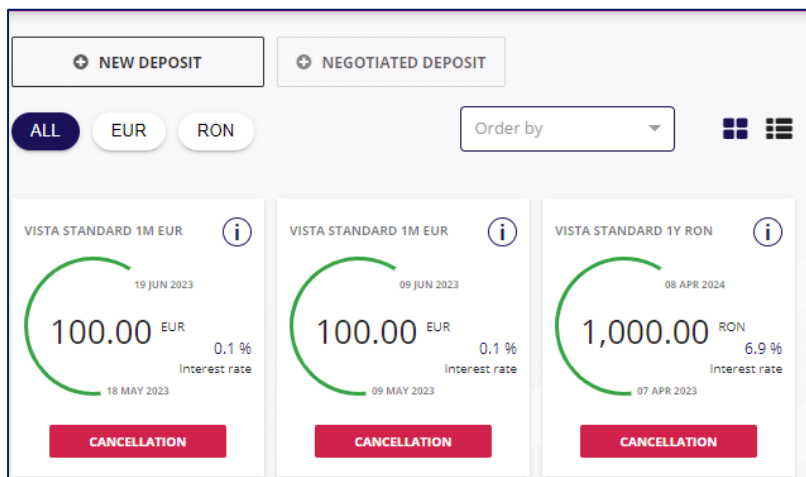 NEW DEPOSIT
NEGOTIATED DEPOSIT
ALL
EUR
RON
Order by
VISTA STANDARD 1M EUR
i
19 JUN 2023
100.00 EUR
0.1 %
Interest rate
18 MAY 2023
CANCELLATION
VISTA STANDARD 1M EUR
i
09 JUN 2023
100.00 EUR
0.1 %
Interest rate
09 MAY 2023
CANCELLATION
VISTA STANDARD 1Y RON
i
08 APR 2024
1,000.00 RON
6.9 %
Interest rate
07 APR 2023
CANCELLATION